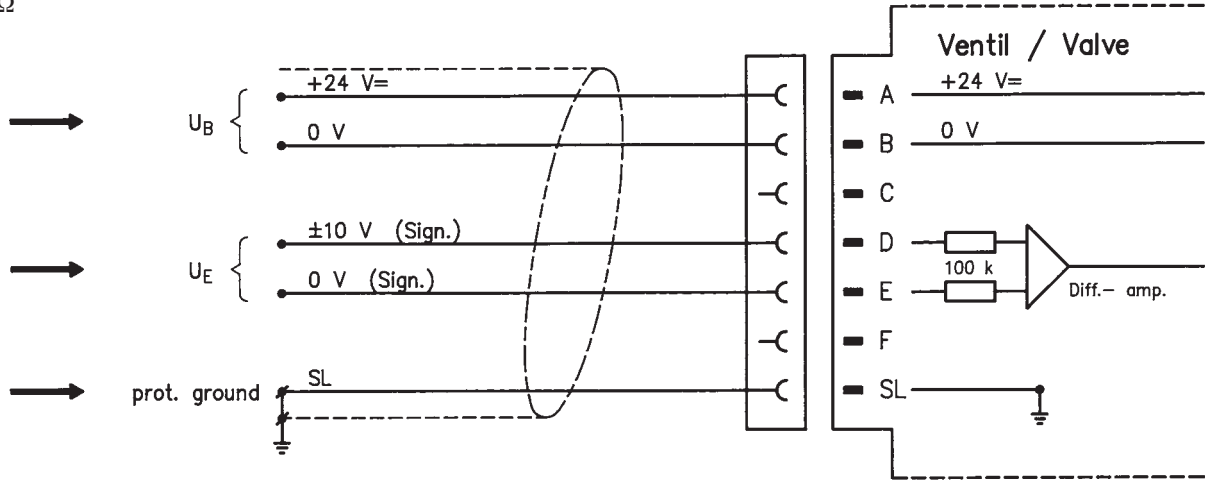 Ω
Ventil / Valve
+24 V=
A
+24 V=
U_B
0 V
B
0 V
C
±10 V (Sign.)
D
U_E
100 k
0 V (Sign.)
E
Diff.- amp.
F
prot. ground
SL
SL